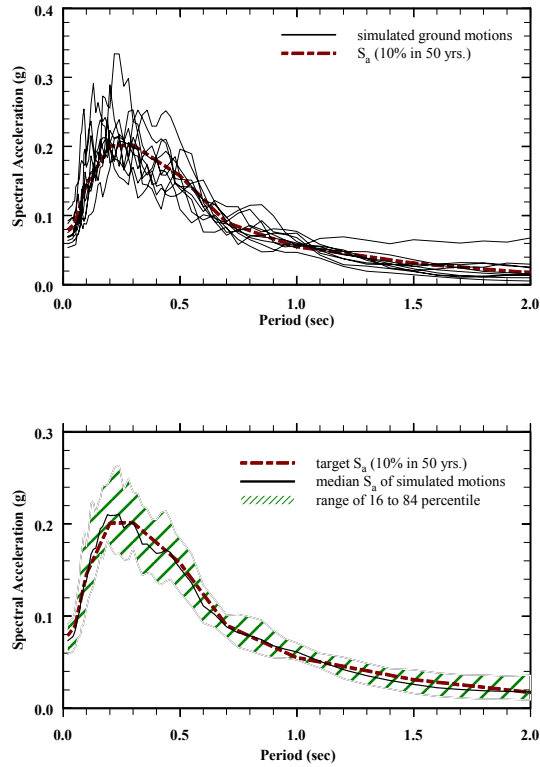 0.4
simulated ground motions
Sa (10% in 50 yrs.)
0.3
Spectral Acceleration (g)
0.2
0.1
0.0
0.0 0.5 1.0 1.5 2.0
Period (sec)
0.3
target Sa (10% in 50 yrs.)
median Sa of simulated motions
range of 16 to 84 percentile
0.2
Spectral Acceleration (g)
0.1
0.0
0.0 0.5 1.0 1.5 2.0
Period (sec)